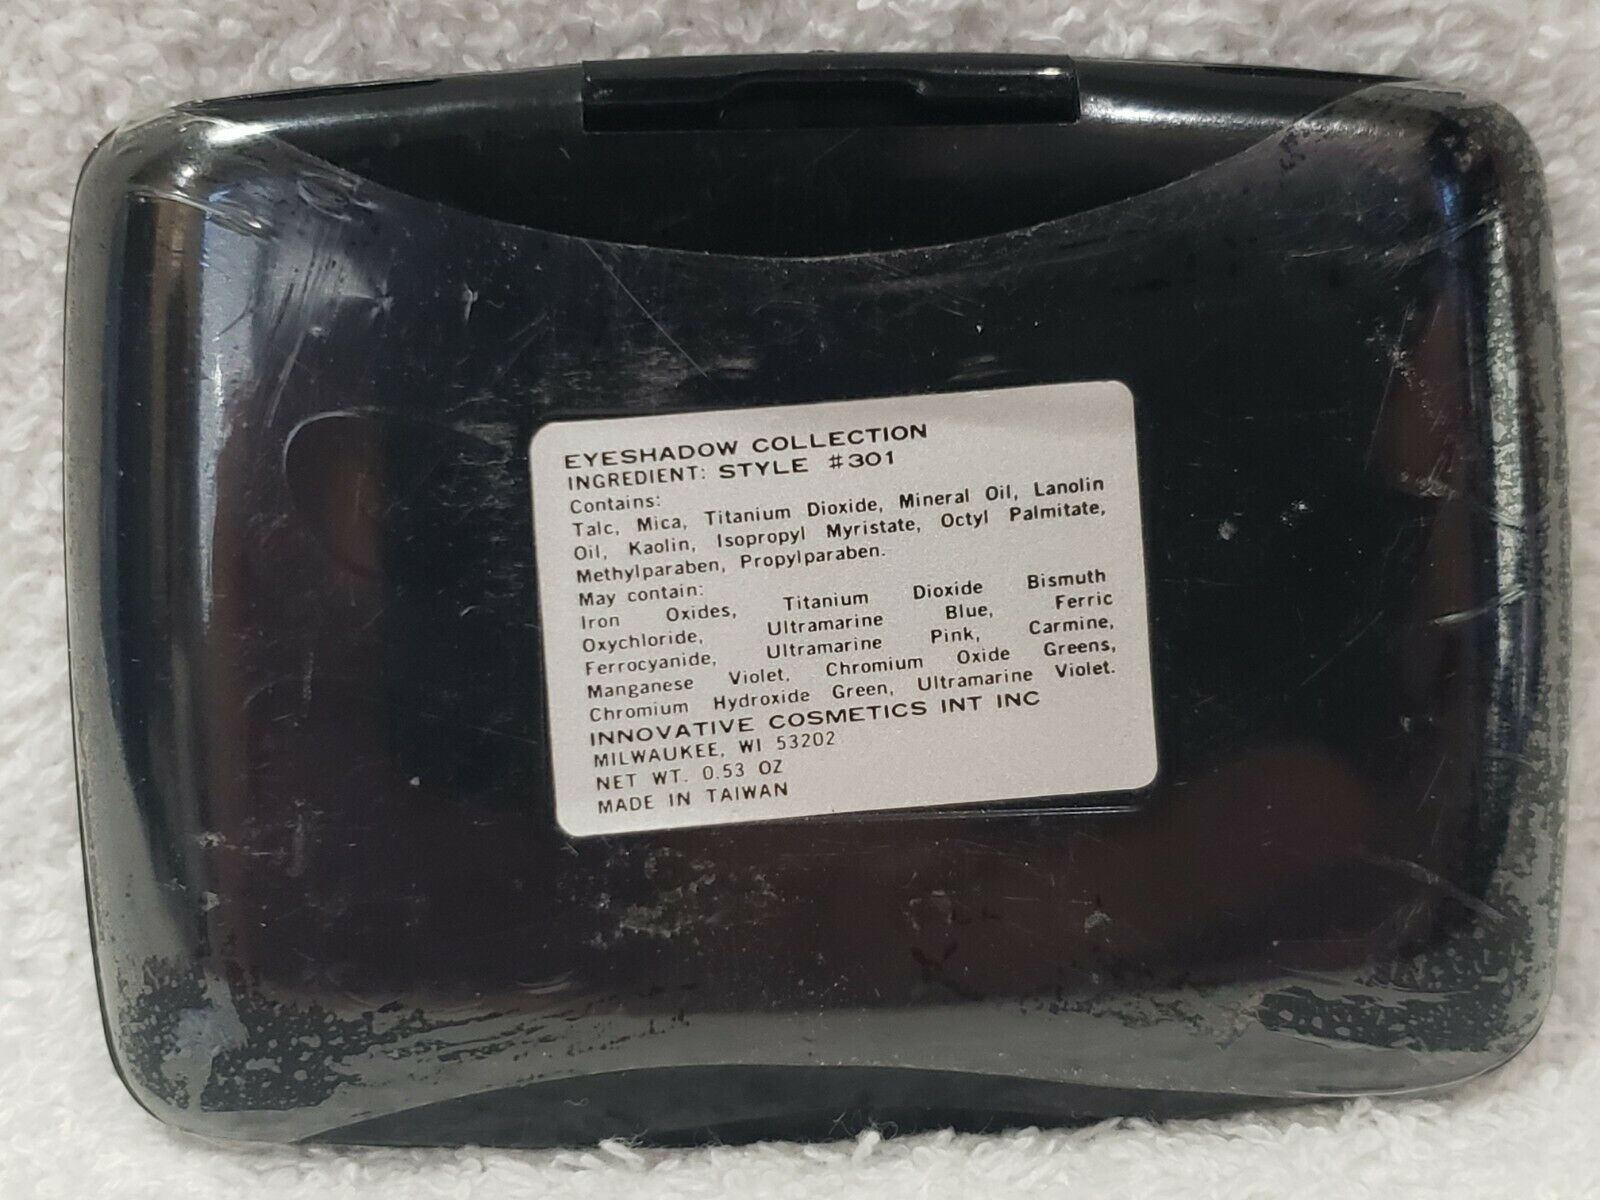 EYESHADOW COLLECTION
INGREDIENT: STYLE #301
Contains:
Talc, Mica, Titanium Dioxide, Mineral Oil, Lanolin
Oil, Kaolin, Isopropyl Myristate, Octyl Palmitate,
Methylparaben, Propylparaben.
May contain:
Iron Oxides, Titanium Dioxide Bismuth
Oxychloride, Ultramarine Blue, Ferric
Ferrocyanide, Ultramarine Pink, Carmine,
Manganese Violet, Chromium Oxide Greens,
Chromium Hydroxide Green, Ultramarine Violet.
INNOVATIVE COSMETICS INT INC
MILWAUKEE, WI 53202
NET WT. 0.53 OZ
MADE IN TAIWAN